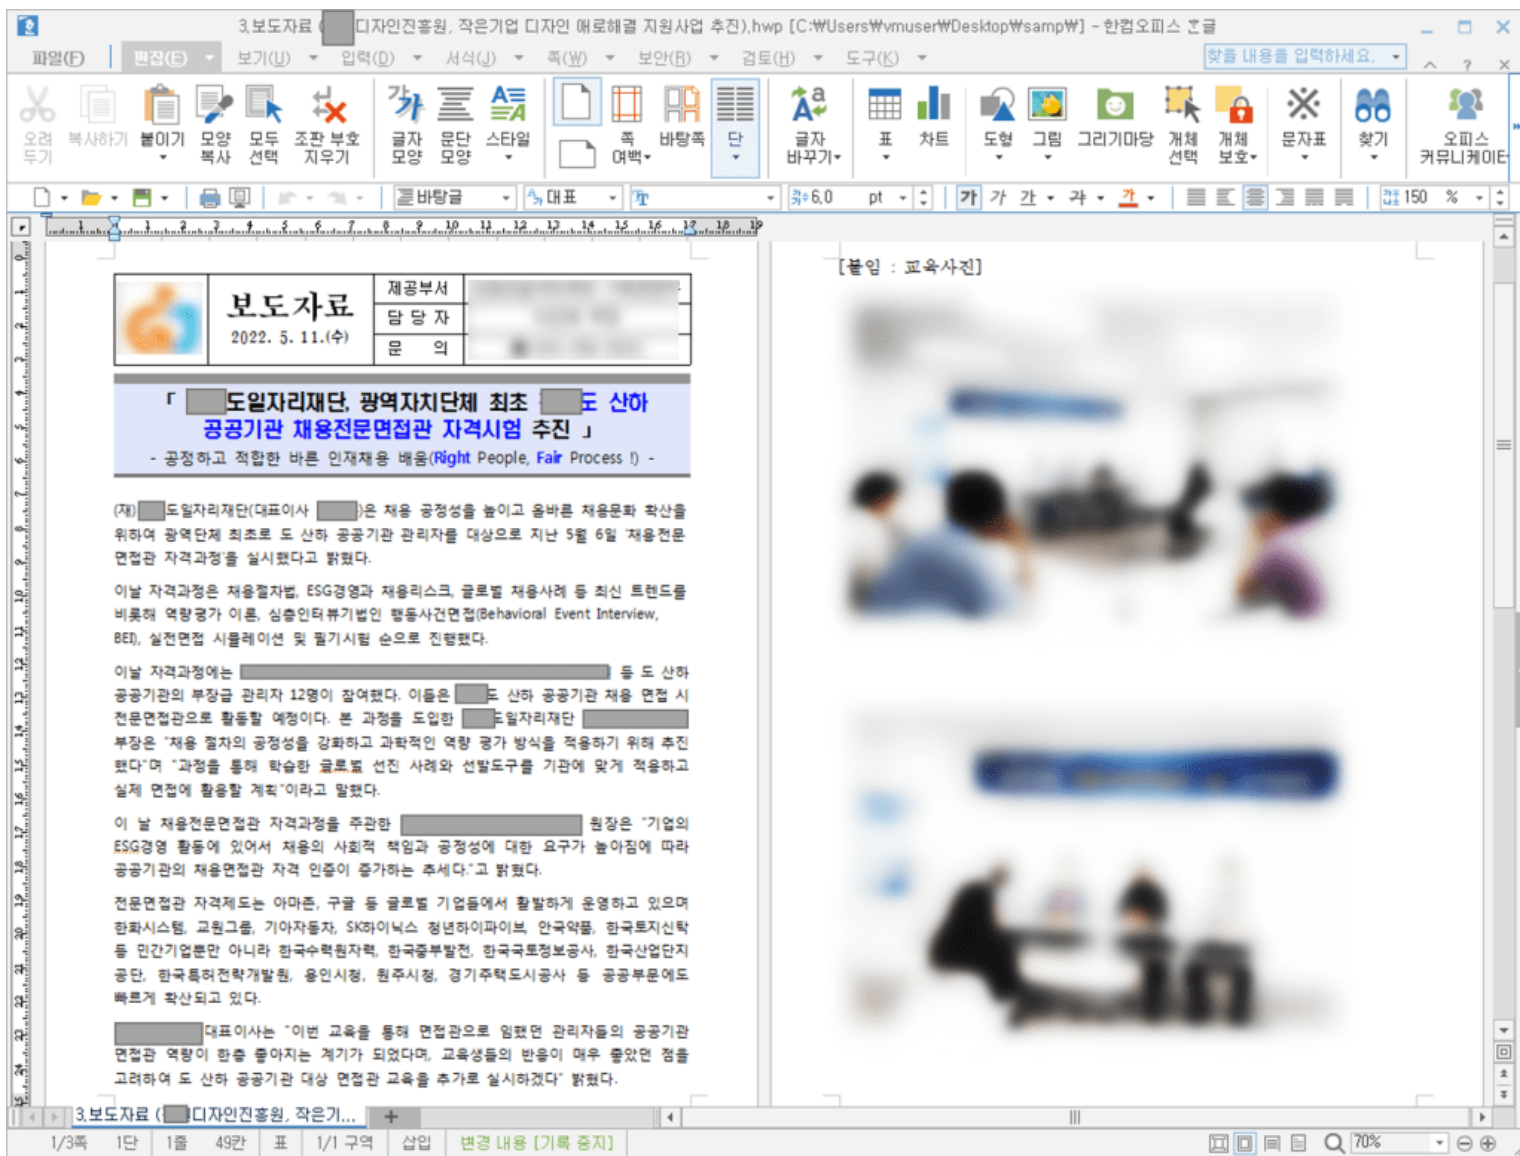 3.보도자료 ( 디자인진흥원, 작은기업 디자인 애로해결 지원사업 추진).hwp [C:₩Users₩vmuser₩Desktop₩samp₩] - 한컴오피스 한글
파일(F) 편집(E) 보기(U) 입력(D) 서식(J) 쪽(W) 보안(R) 검토(H) 도구(K) 찾을 내용을 입력하세요. ?
오려 두기 복사하기 붙이기 모양 복사 모두 선택 조판 부호 지우기 글자 모양 문단 모양 스타일 쪽 여백 바탕쪽 단 글자 바꾸기 표 차트 도형 그림 그리기마당 개체 선택 개체 보호 문자표 찾기 오피스 커뮤니케이터
바탕글 대표 6.0 pt 가 가 가 가 가 150 %
보도자료
2022. 5. 11.(수)
제공부서
담 당 자
문 의
「 도일자리재단, 광역자치단체 최초 도 산하
공공기관 채용전문면접관 자격시험 추진 」
- 공정하고 적합한 바른 인재채용 배움(Right People, Fair Process !) -
(재) 도일자리재단(대표이사 )은 채용 공정성을 높이고 올바른 채용문화 확산을
위하여 광역단체 최초로 도 산하 공공기관 관리자를 대상으로 지난 5월 6일 '채용전문
면접관 자격과정'을 실시했다고 밝혔다.
이날 자격과정은 채용절차법, ESG경영과 채용리스크, 글로벌 채용사례 등 최신 트렌드를
비롯해 역량평가 이론, 심층인터뷰기법인 행동사건면접(Behavioral Event Interview,
BEI), 실전면접 시뮬레이션 및 필기시험 순으로 진행했다.
이날 자격과정에는 등 도 산하
공공기관의 부장급 관리자 12명이 참여했다. 이들은 도 산하 공공기관 채용 면접 시
전문면접관으로 활동할 예정이다. 본 과정을 도입한 도일자리재단
부장은 "채용 절차의 공정성을 강화하고 과학적인 역량 평가 방식을 적용하기 위해 추진
했다"며 "과정을 통해 학습한 글로벌 선진 사례와 선발도구를 기관에 맞게 적용하고
실제 면접에 활용할 계획"이라고 말했다.
이 날 채용전문면접관 자격과정을 주관한 원장은 "기업의
ESG경영 활동에 있어서 채용의 사회적 책임과 공정성에 대한 요구가 높아짐에 따라
공공기관의 채용면접관 자격 인증이 증가하는 추세다."고 밝혔다.
전문면접관 자격제도는 아마존, 구글 등 글로벌 기업들에서 활발하게 운영하고 있으며
한화시스템, 교원그룹, 기아자동차, SK하이닉스 청년하이파이브, 안국약품, 한국토지신탁
등 민간기업뿐만 아니라 한국수력원자력, 한국중부발전, 한국국토정보공사, 한국산업단지
공단, 한국특허전략개발원, 용인시청, 원주시청, 경기주택도시공사 등 공공부문에도
빠르게 확산되고 있다.
대표이사는 "이번 교육을 통해 면접관으로 임했던 관리자들의 공공기관
면접관 역량이 한층 좋아지는 계기가 되었다며, 교육생들의 반응이 매우 좋았던 점을
고려하여 도 산하 공공기관 대상 면접관 교육을 추가로 실시하겠다" 밝혔다.
[붙임 : 교육사진]
3.보도자료 ( 디자인진흥원, 작은기...
1/3쪽 1단 1줄 49칸 표 1/1 구역 삽입 변경 내용 [기록 중지] 70%